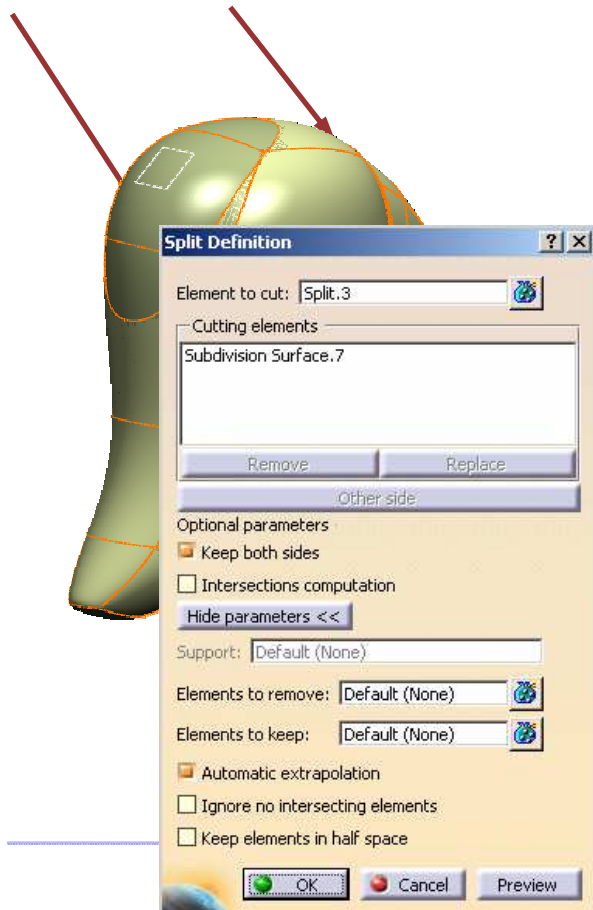 Split Definition
Element to cut: Split.3
Cutting elements
Subdivision Surface.7
Remove Replace
Other side
Optional parameters
Keep both sides
Intersections computation
Hide parameters <<
Support: Default (None)
Elements to remove: Default (None)
Elements to keep: Default (None)
Automatic extrapolation
Ignore no intersecting elements
Keep elements in half space
OK Cancel Preview